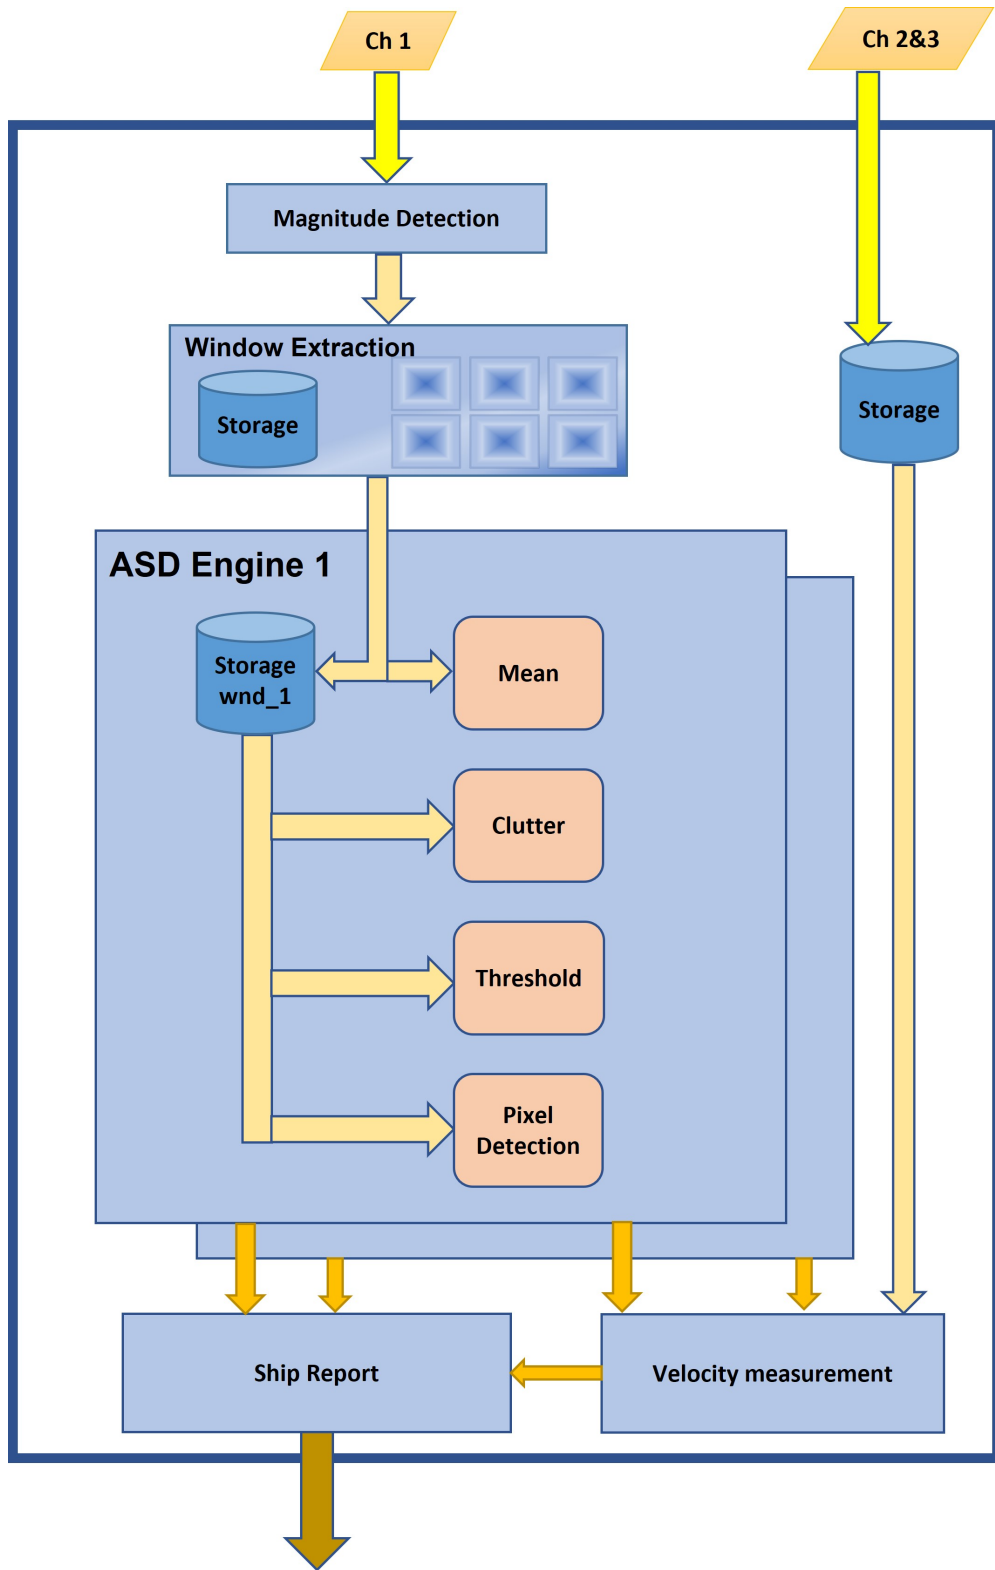 Ch 1
Ch 2&3
Magnitude Detection
Window Extraction
Storage
Storage
ASD Engine 1
Storage
wnd_1
Mean
Clutter
Threshold
Pixel
Detection
Ship Report
Velocity measurement